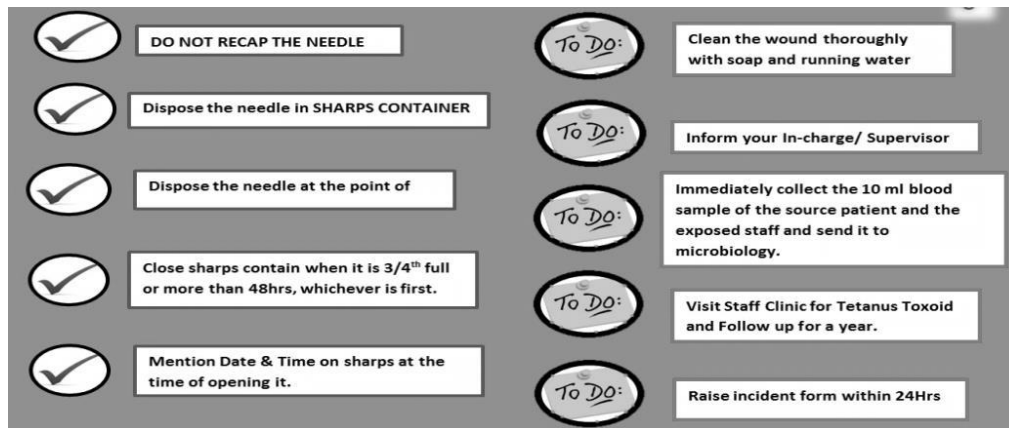 DO NOT RECAP THE NEEDLE
Dispose the needle in SHARPS CONTAINER
Dispose the needle at the point of
Close sharps contain when it is 3/4th full
or more than 48hrs, whichever is first.
Mention Date & Time on sharps at the
time of opening it.
TO DO:
Clean the wound thoroughly
with soap and running water
TO DO:
Inform your In-charge/ Supervisor
TO DO:
Immediately collect the 10 ml blood
sample of the source patient and the
exposed staff and send it to
microbiology.
TO DO:
Visit Staff Clinic for Tetanus Toxoid
and Follow up for a year.
TO DO:
Raise incident form within 24Hrs